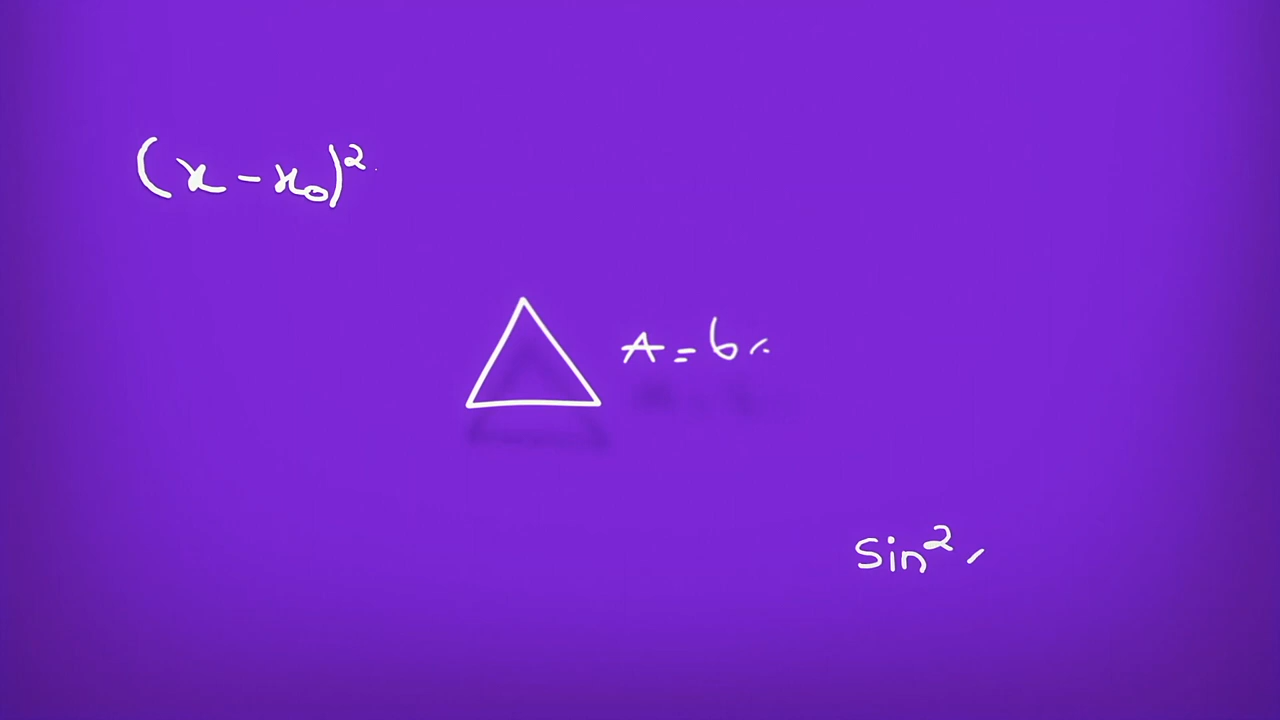 (x - x₀)²
A = b
sin²